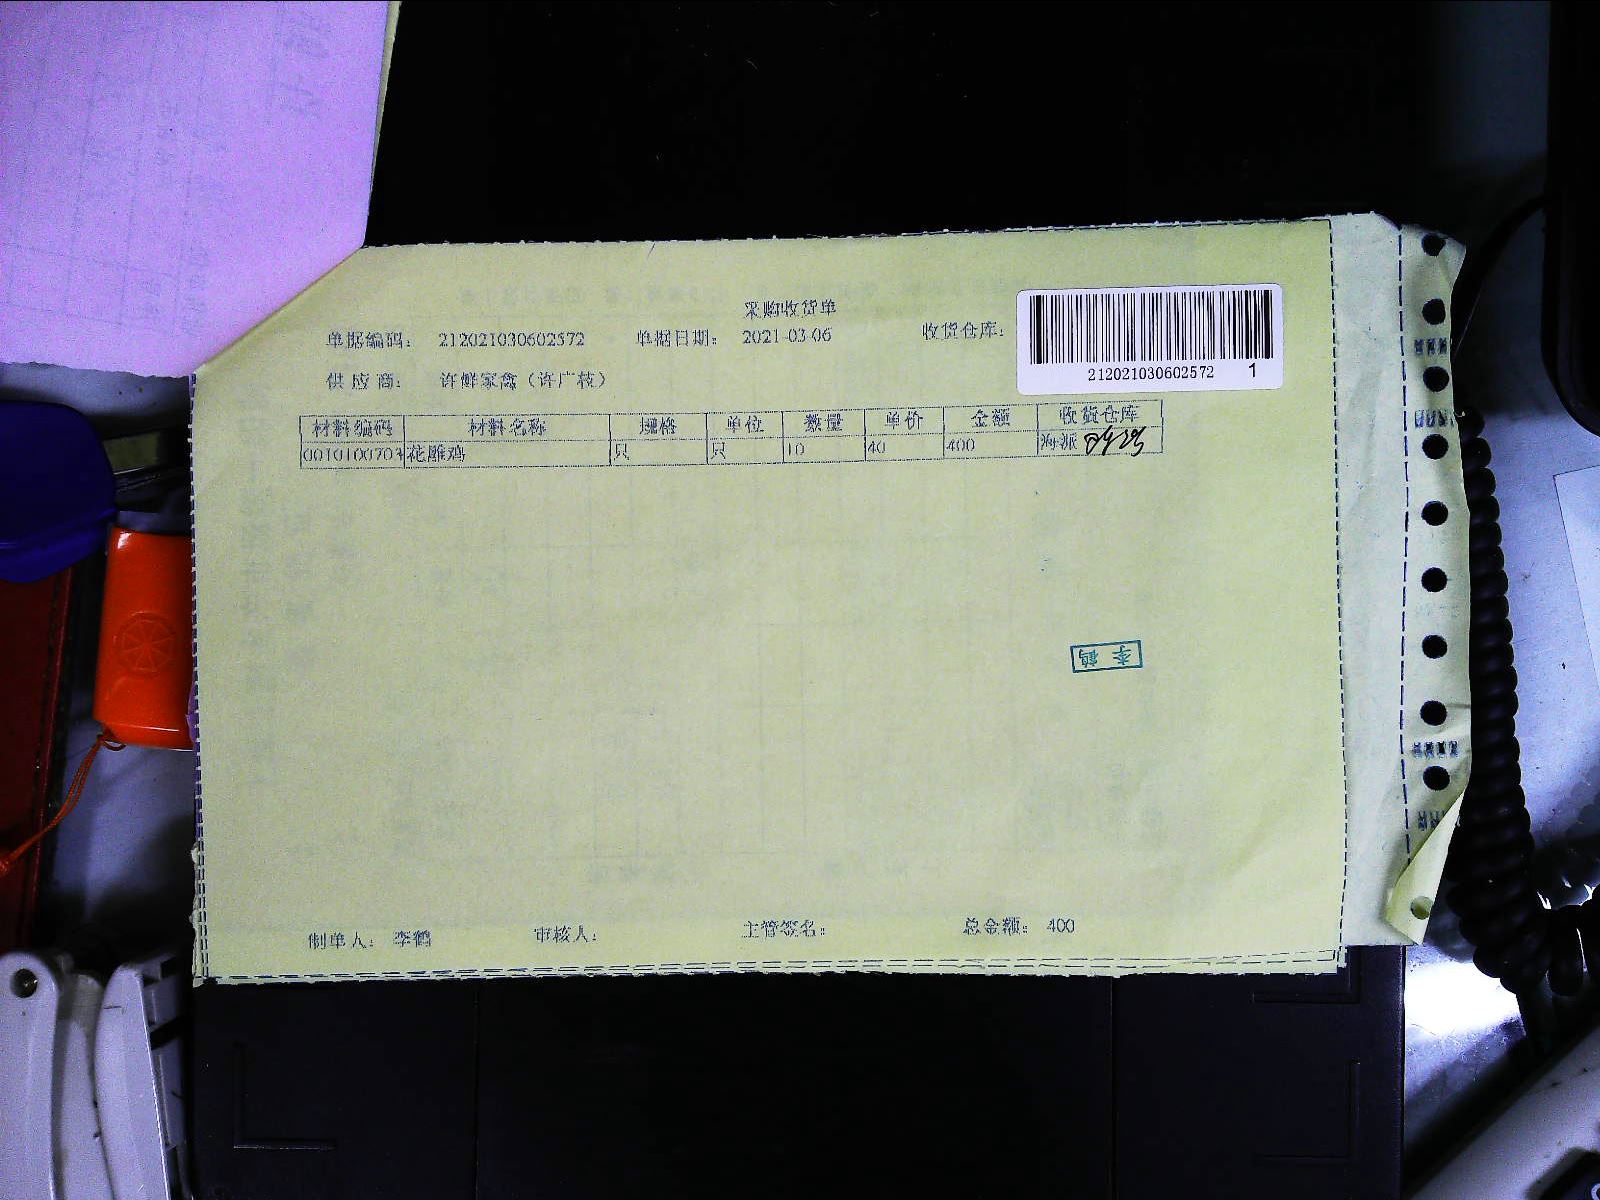 采购收货单
单据编码： 212021030602572 单据日期： 2021-03-06 收货仓库：
212021030602572 1
供应商： 许鲜家禽（许广枝）
材料编码 材料名称 规格 单位 数量 单价 金额 收货仓库
0010100703 花雕鸡 只 只 10 40 400 海派
李鹤
制单人： 李鹤 审核人： 主管签名： 总金额： 400